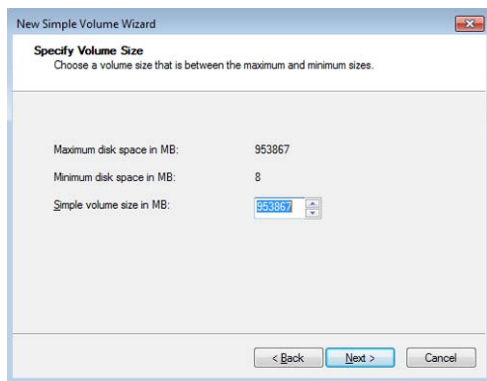 New Simple Volume Wizard
Specify Volume Size
Choose a volume size that is between the maximum and minimum sizes.
Maximum disk space in MB: 953867
Minimum disk space in MB: 8
Simple volume size in MB: 953867
< Back Next > Cancel